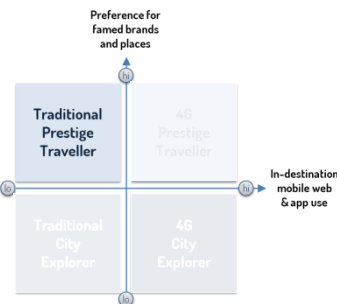 Preference for
famed brands
and places
hi
Traditional
Prestige
Traveller
4G
Prestige
Traveller
In-destination
mobile web
& app use
lo
hi
Traditional
City
Explorer
4G
City
Explorer
lo